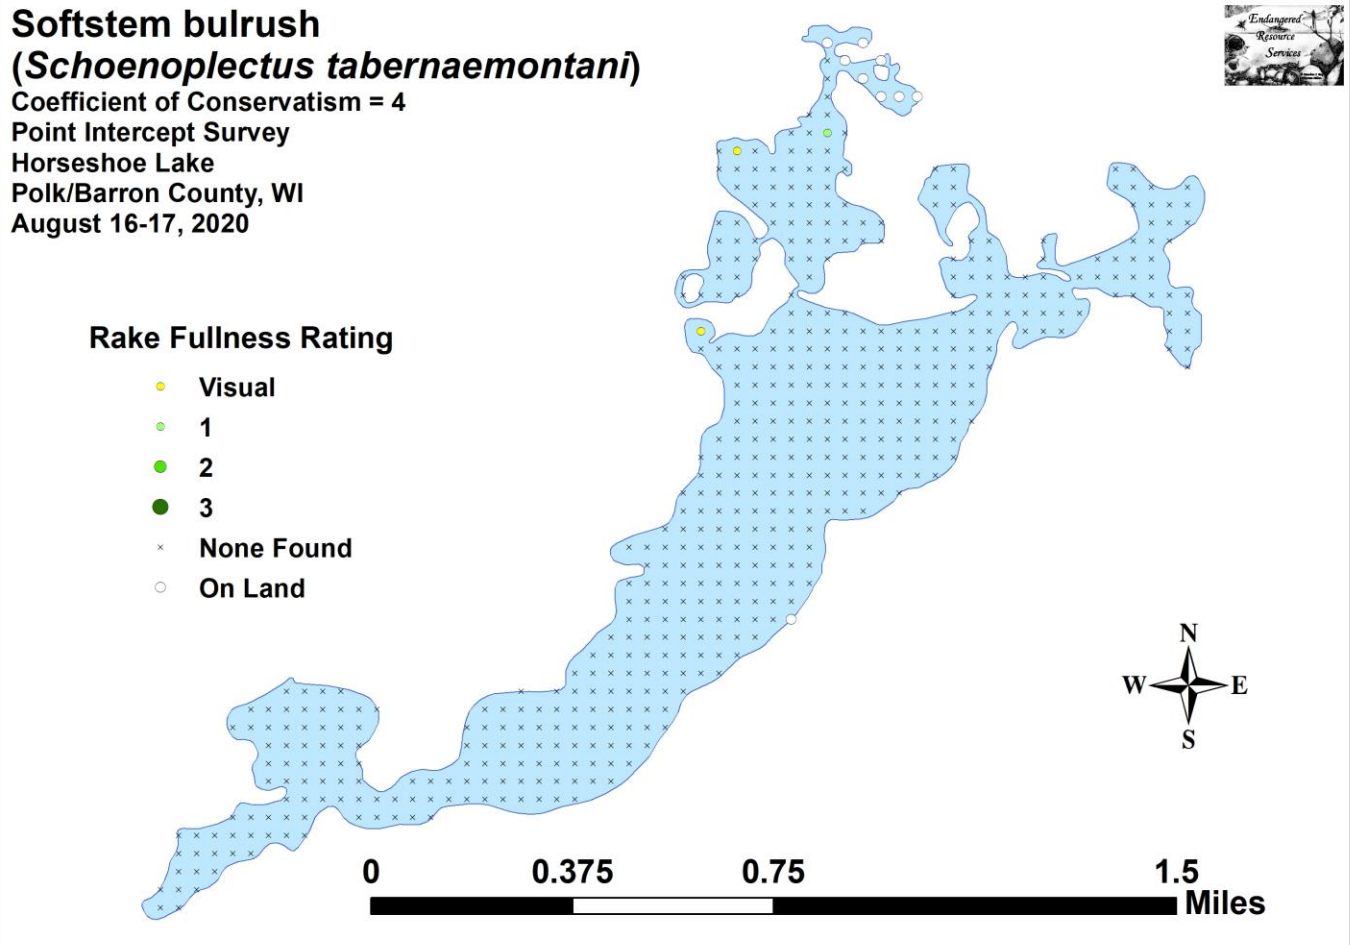 Softstem bulrush
(Schoenoplectus tabernaemontani)
Coefficient of Conservatism = 4
Point Intercept Survey
Horseshoe Lake
Polk/Barron County, WI
August 16-17, 2020
Endangered
Resource
Services
Rake Fullness Rating
Visual
1
2
3
None Found
On Land
N
W E
S
0 0.375 0.75 1.5
Miles